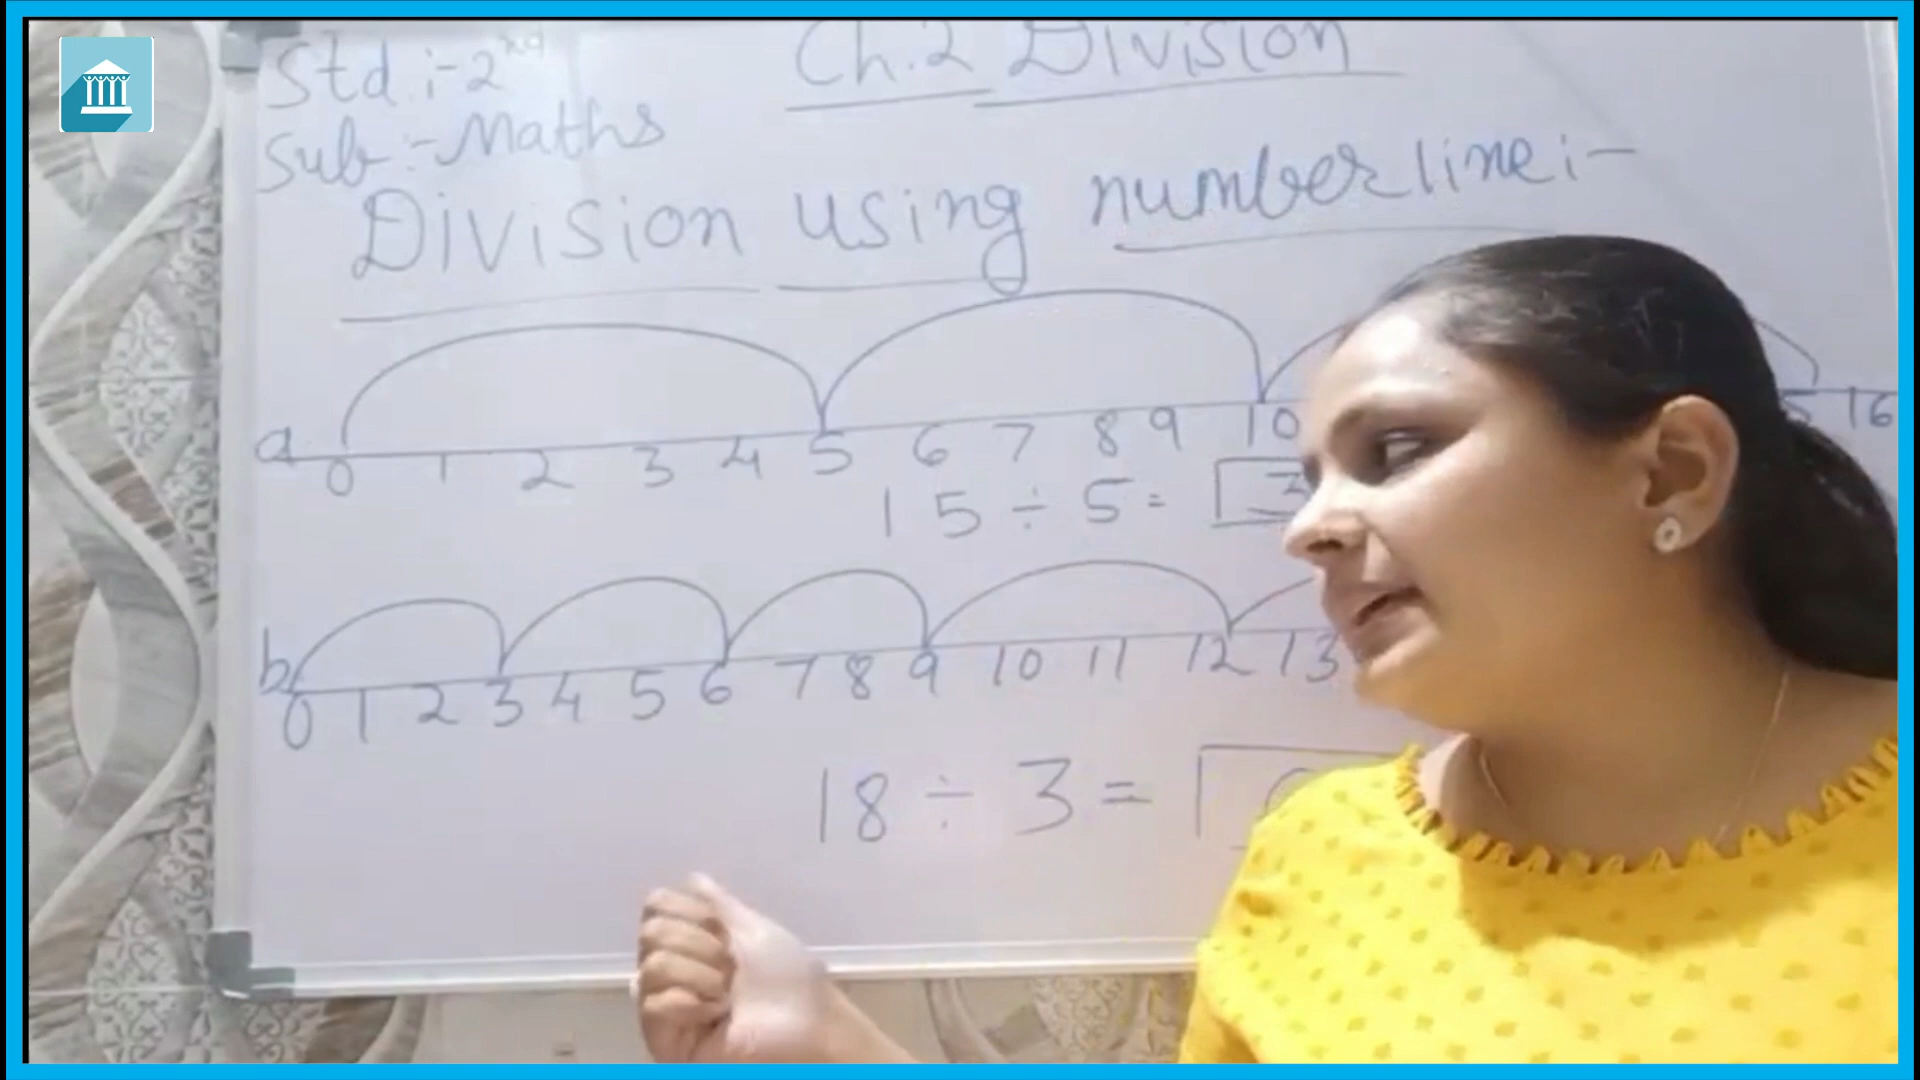 Std :- 2nd
Ch.2 Division
Sub :- Maths
Division using number line :-
a 0 1 2 3 4 5 6 7 8 9 10 16
15 ÷ 5 = 3
b 0 1 2 3 4 5 6 7 8 9 10 11 12 13
18 ÷ 3 =